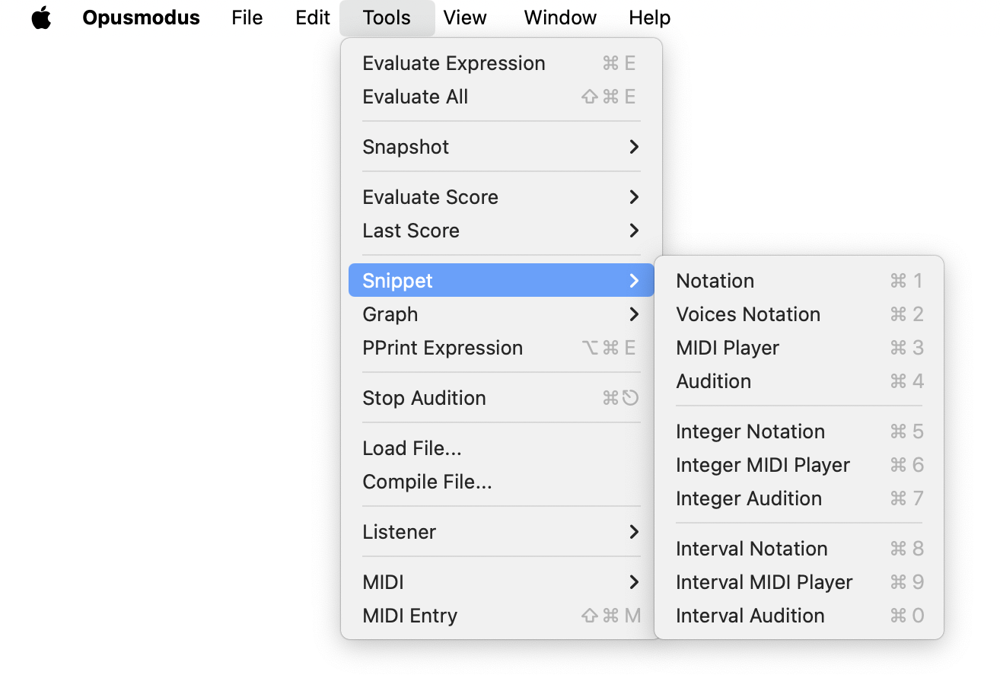 Opusmodus File Edit Tools View Window Help
Evaluate Expression ⌘ E
Evaluate All ⇧ ⌘ E
Snapshot
Evaluate Score
Last Score
Snippet
Graph
PPrint Expression ⌥ ⌘ E
Stop Audition ⌘ ⎋
Load File...
Compile File...
Listener
MIDI
MIDI Entry ⇧ ⌘ M
Notation ⌘ 1
Voices Notation ⌘ 2
MIDI Player ⌘ 3
Audition ⌘ 4
Integer Notation ⌘ 5
Integer MIDI Player ⌘ 6
Integer Audition ⌘ 7
Interval Notation ⌘ 8
Interval MIDI Player ⌘ 9
Interval Audition ⌘ 0